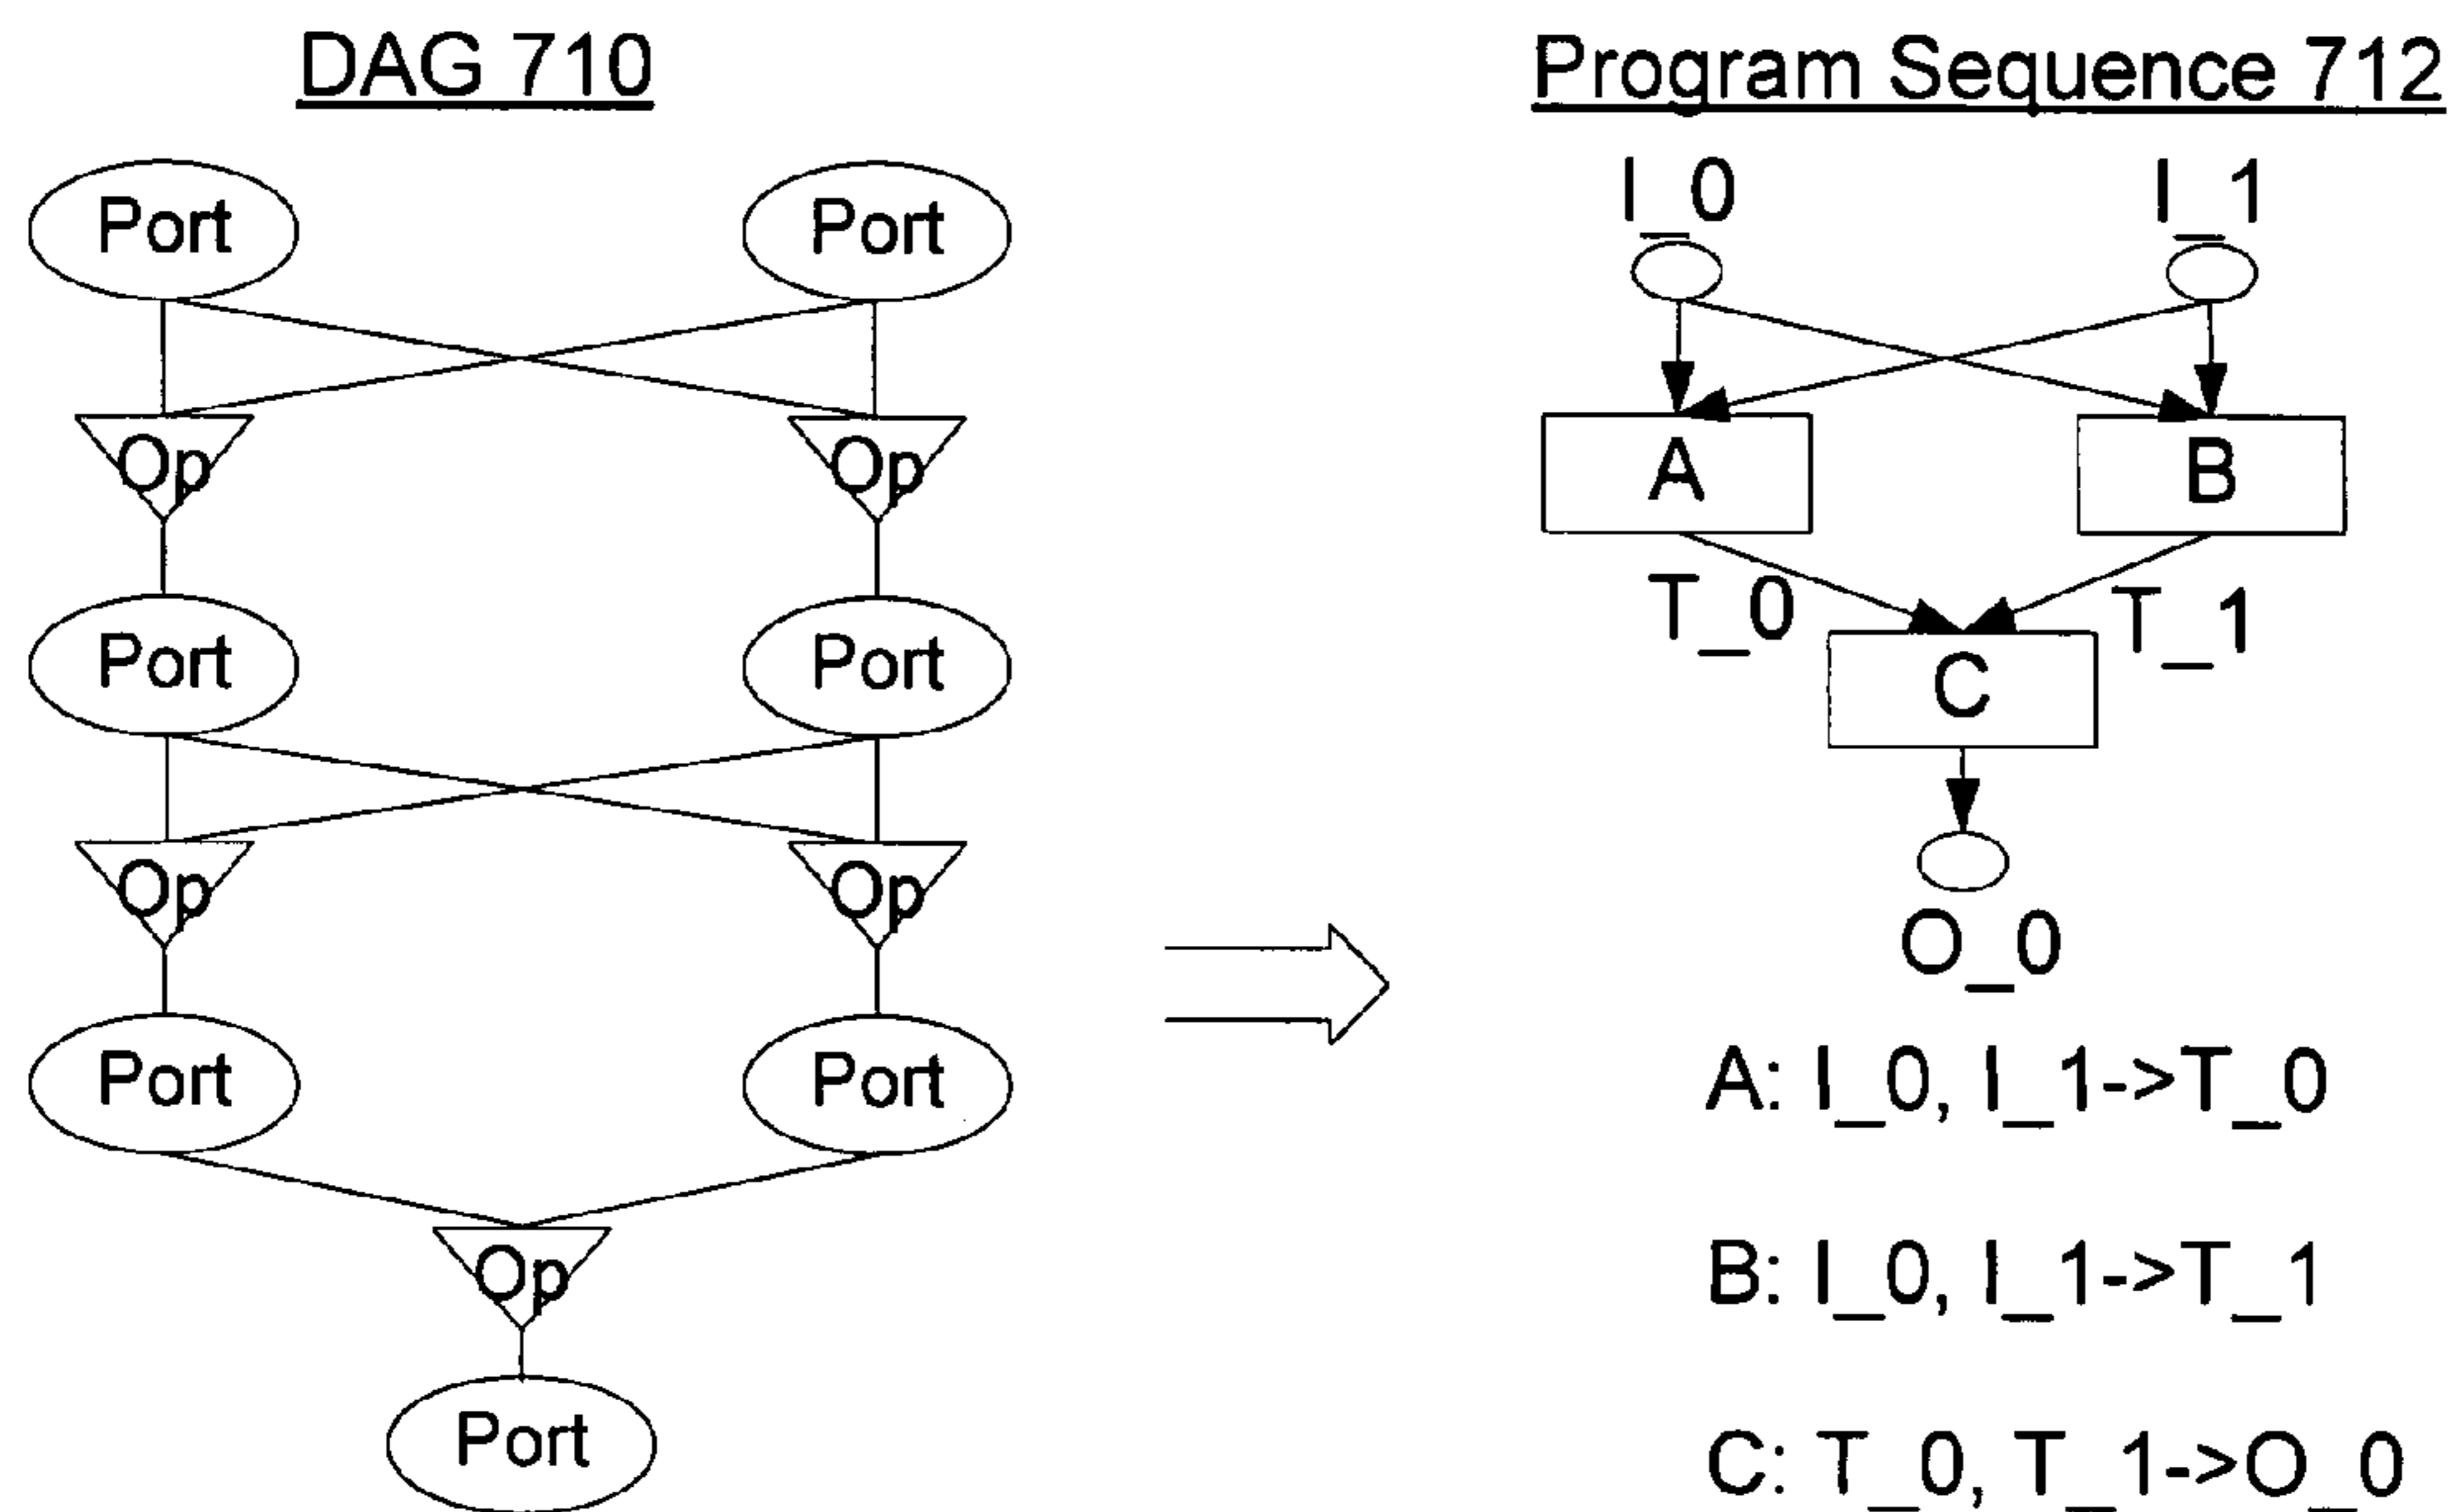 DAG 710
Program Sequence 712
Port Port
I_0 I_1
Op Op
A B
Port Port
T_0 T_1
C
Op Op
O_0
Port Port
A: I_0, I_1->T_0
Op
B: I_0, I_1->T_1
Port
C: T_0, T_1->O_0